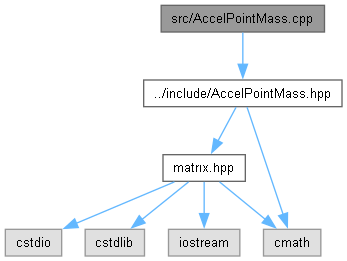 src/AccelPointMass.cpp
../include/AccelPointMass.hpp
matrix.hpp
cstdio
cstdlib
iostream
cmath